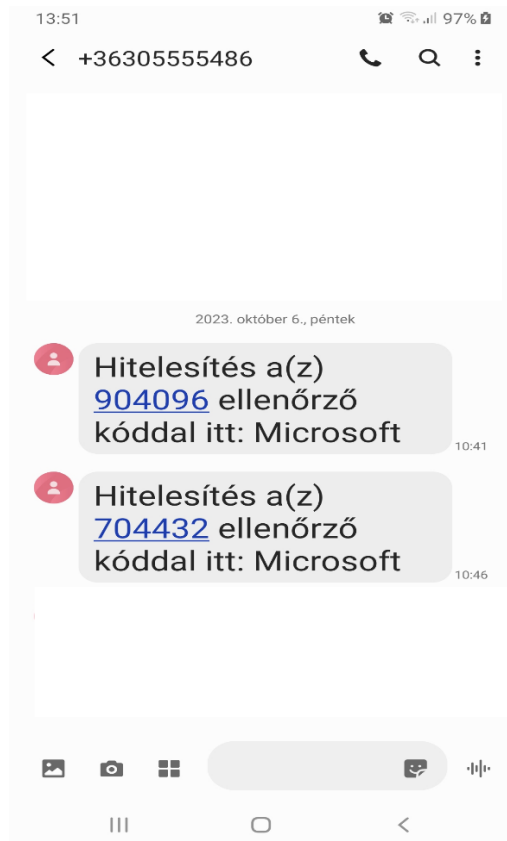 13:51 97%
+36305555486
2023. október 6., péntek
Hitelesítés a(z)
904096 ellenőrző
kóddal itt: Microsoft
10:41
Hitelesítés a(z)
704432 ellenőrző
kóddal itt: Microsoft
10:46